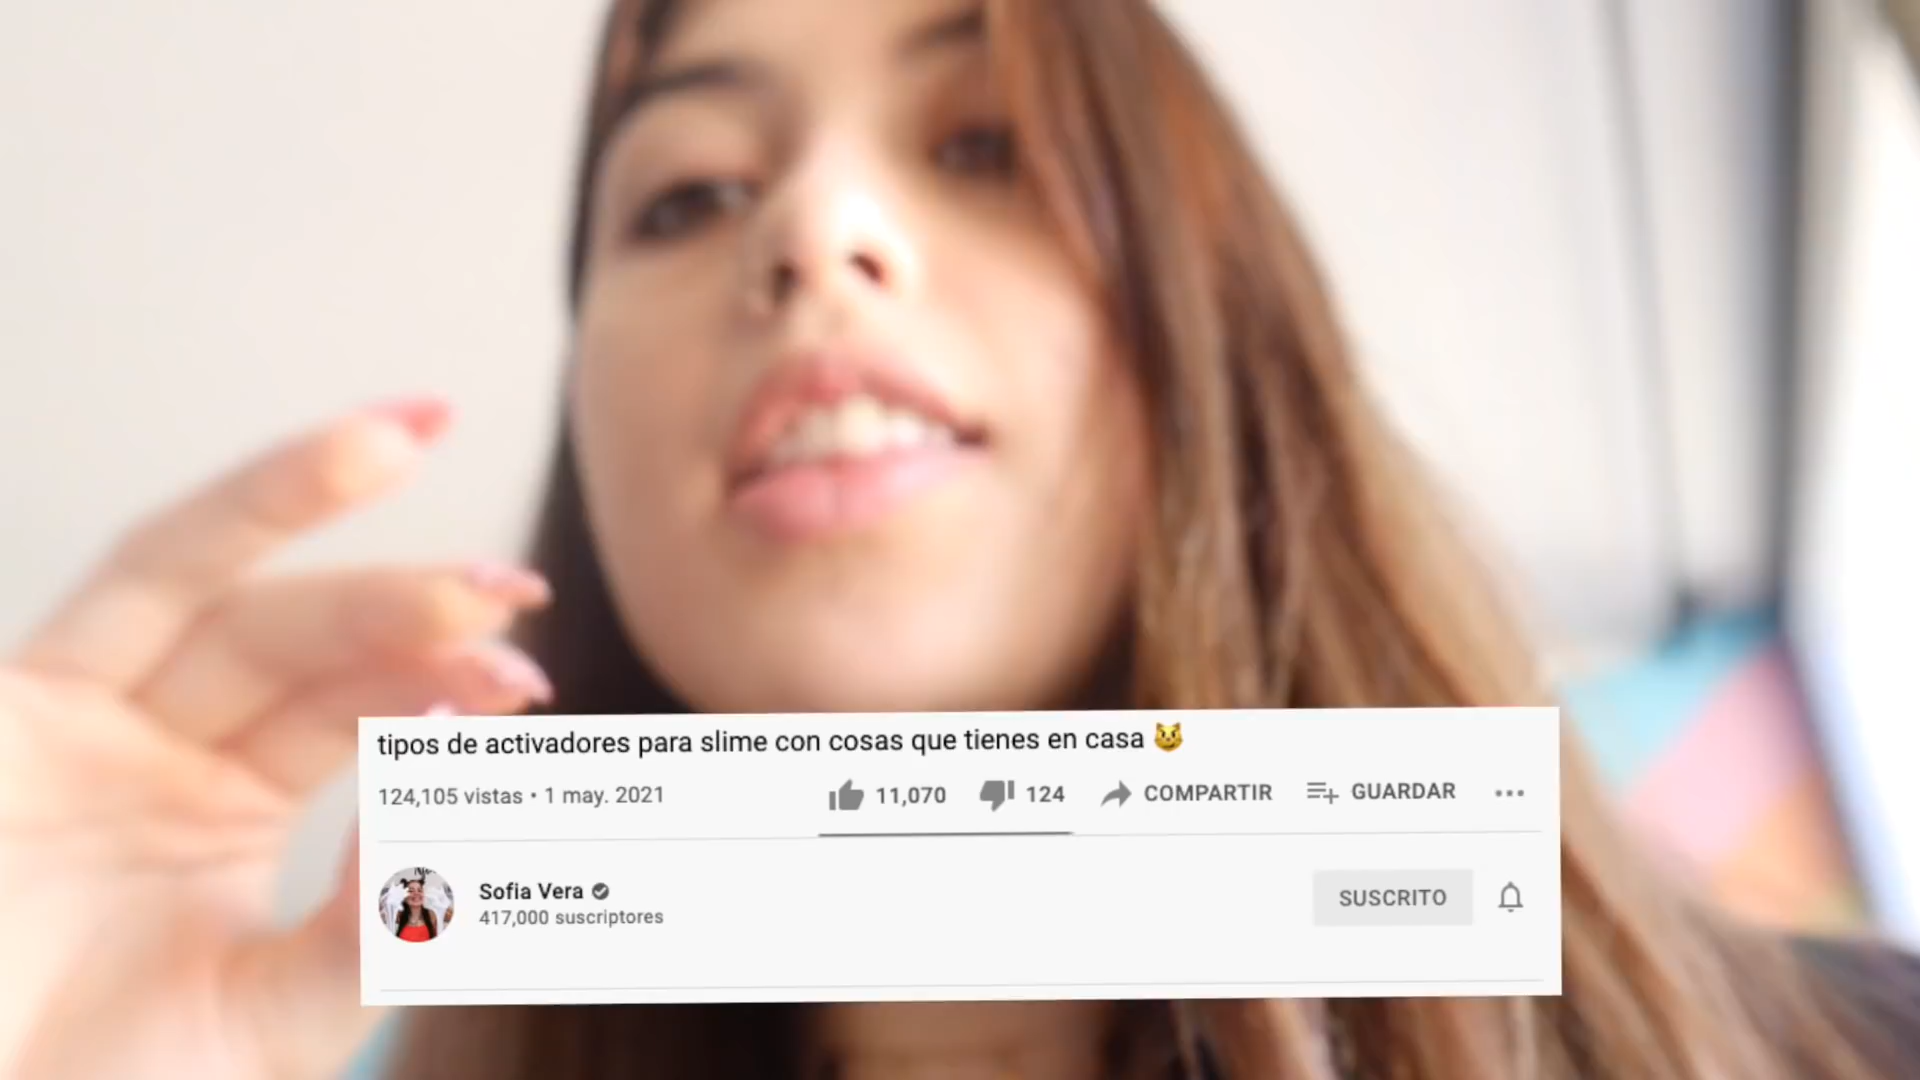 tipos de activadores para slime con cosas que tienes en casa 😼
124,105 vistas • 1 may. 2021
11,070
124
COMPARTIR
GUARDAR
Sofia Vera
417,000 suscriptores
SUSCRITO